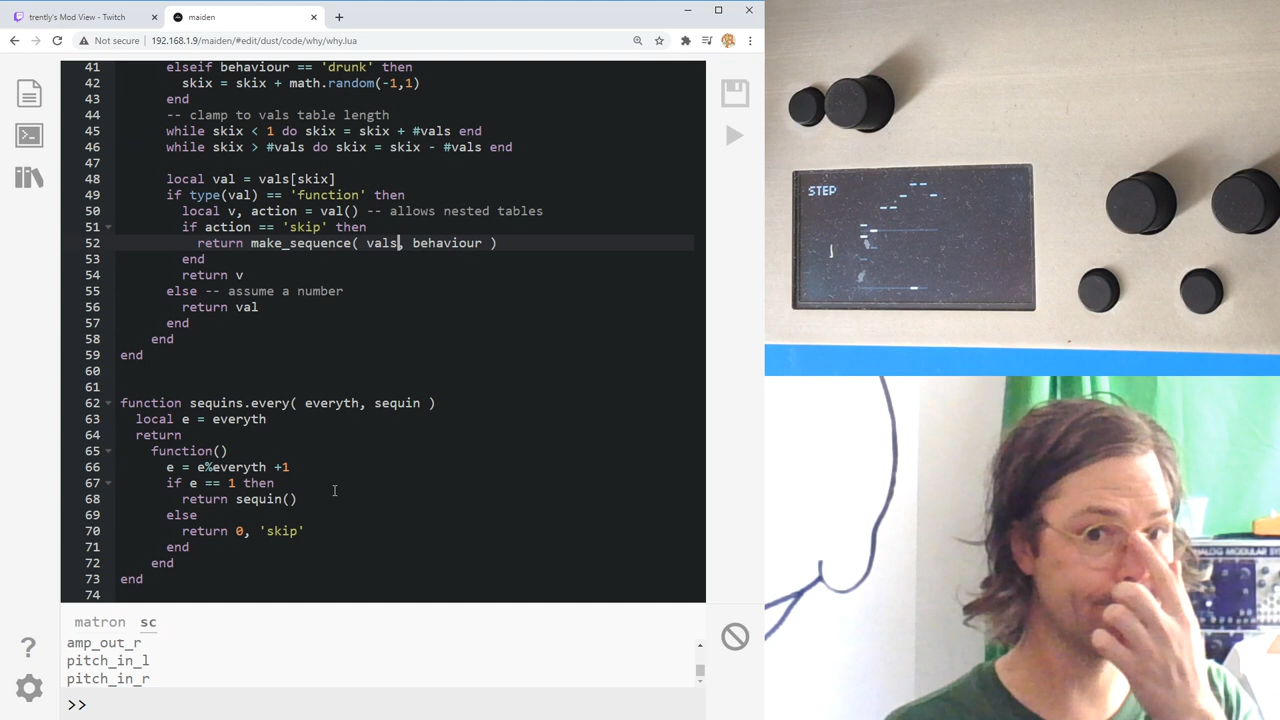 trently's Mod View - Twitch
maiden
Not secure
192.168.1.9/maiden/#edit/dust/code/why/why.lua
41 elseif behaviour == 'drunk' then
42 skix = skix + math.random(-1,1)
43 end
44 -- clamp to vals table length
45 while skix < 1 do skix = skix + #vals end
46 while skix > #vals do skix = skix - #vals end
47
48 local val = vals[skix]
49 if type(val) == 'function' then
50 local v, action = val() -- allows nested tables
51 if action == 'skip' then
52 return make_sequence( vals, behaviour )
53 end
54 return v
55 else -- assume a number
56 return val
57 end
58 end
59 end
60
61
62 function sequins.every( everyth, sequin )
63 local e = everyth
64 return
65 function()
66 e = e%everyth +1
67 if e == 1 then
68 return sequin()
69 else
70 return 0, 'skip'
71 end
72 end
73 end
74
matron sc
amp_out_r
pitch_in_l
pitch_in_r
>>
STEP